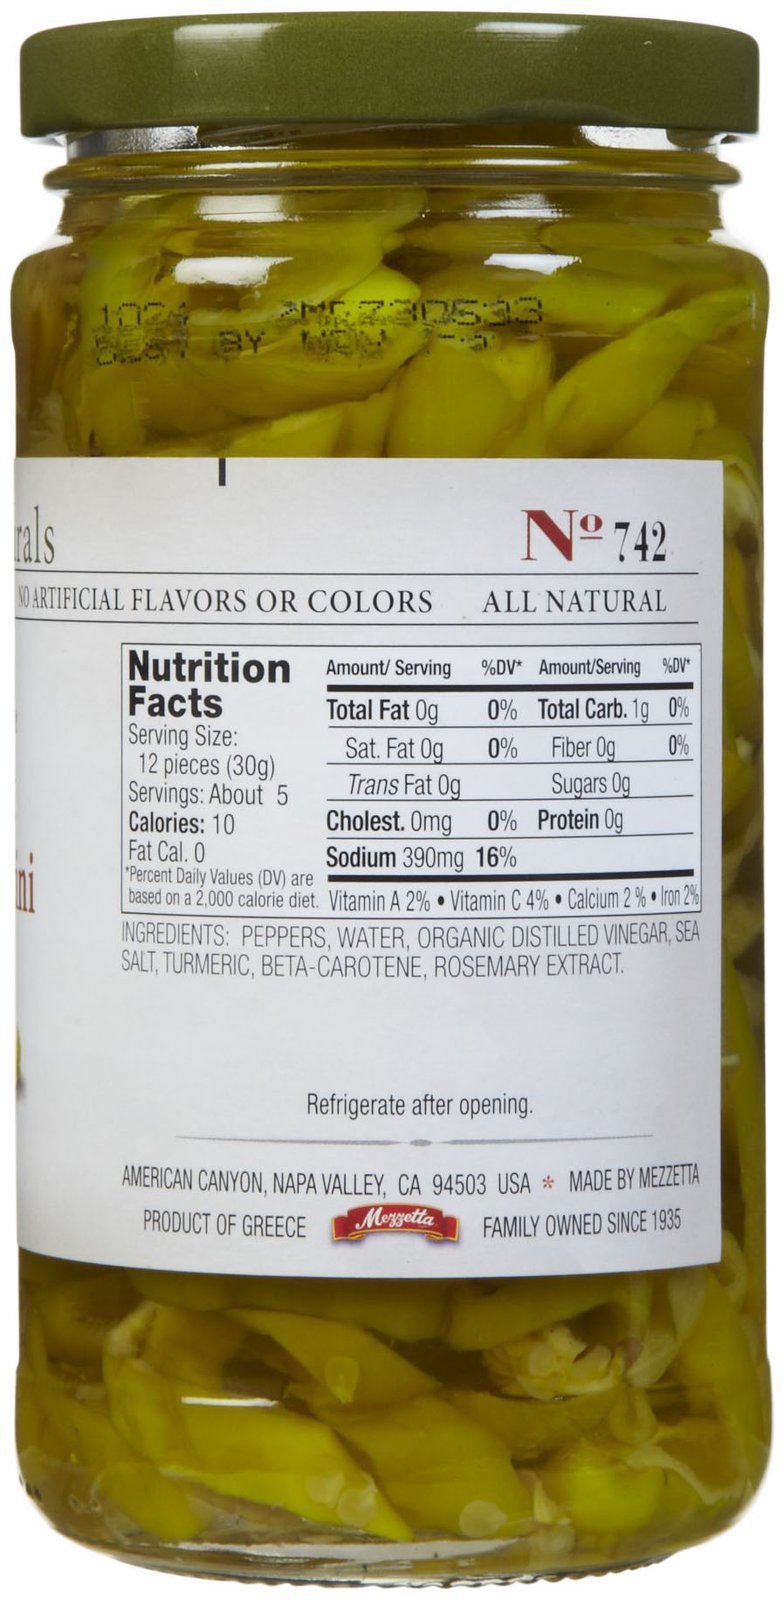 BY
rals
Nº 742
NO ARTIFICIAL FLAVORS OR COLORS ALL NATURAL
ini
Nutrition
Facts
Serving Size:
12 pieces (30g)
Servings: About 5
Calories: 10
Fat Cal. 0
*Percent Daily Values (DV) are
based on a 2,000 calorie diet.
Amount/ Serving %DV* Amount/Serving %DV*
Total Fat 0g 0% Total Carb. 1g 0%
Sat. Fat 0g 0% Fiber 0g 0%
Trans Fat 0g Sugars 0g
Cholest. 0mg 0% Protein 0g
Sodium 390mg 16%
Vitamin A 2% • Vitamin C 4% • Calcium 2 % • Iron 2%
INGREDIENTS: PEPPERS, WATER, ORGANIC DISTILLED VINEGAR, SEA
SALT, TURMERIC, BETA-CAROTENE, ROSEMARY EXTRACT.
Refrigerate after opening.
AMERICAN CANYON, NAPA VALLEY, CA 94503 USA * MADE BY MEZZETTA
PRODUCT OF GREECE Mezzetta FAMILY OWNED SINCE 1935